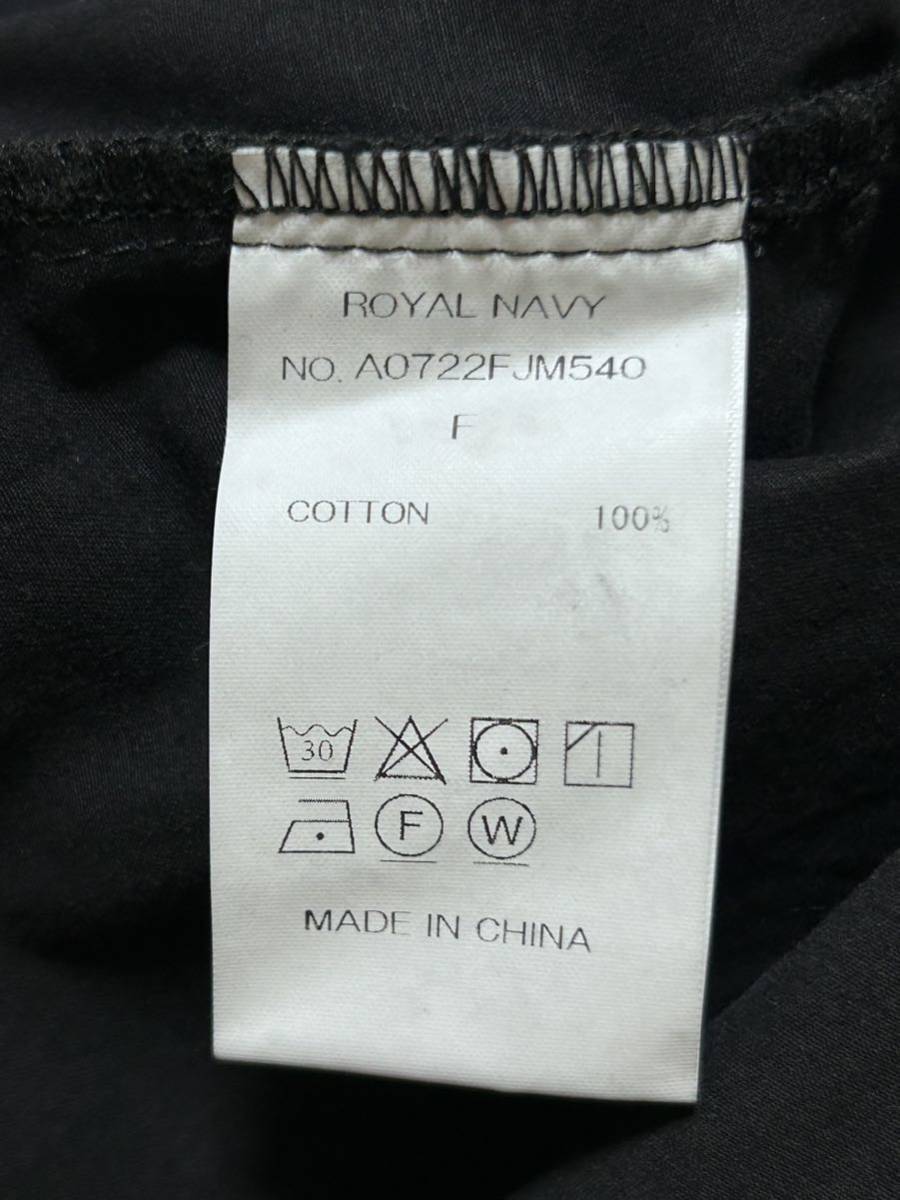 ROYAL NAVY
NO. A0722FJM540
F
COTTON 100%
30
F W
MADE IN CHINA